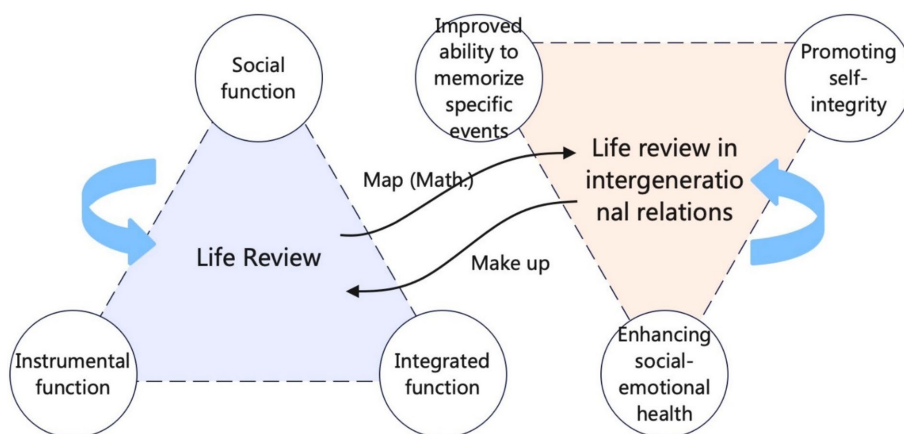 Social
function
Improved
ability to
memorize
specific
events
Promoting
self-
integrity
Map (Math.)
Life review in
intergeneratio
nal relations
Life Review
Make up
Instrumental
function
Integrated
function
Enhancing
social-
emotional
health